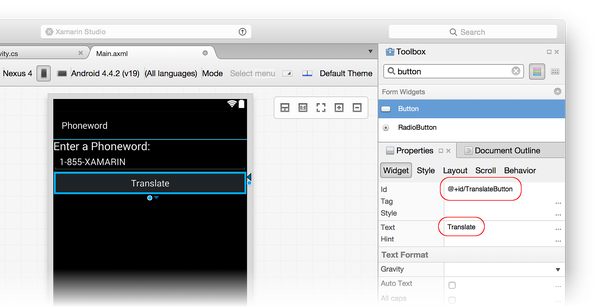 Xamarin Studio
Search
vity.cs
Main.axml
Toolbox
Nexus 4
Android 4.4.2 (v19)
(All languages)
Mode
Select menu
Default Theme
button
Form Widgets
Button
RadioButton
Phoneword
Enter a Phoneword:
1-855-XAMARIN
Translate
Properties
Document Outline
Widget
Style
Layout
Scroll
Behavior
Id
@+id/TranslateButton
Tag
...
Style
...
Text
Translate
...
Hint
...
Text Format
Gravity
Auto Text
...
All caps